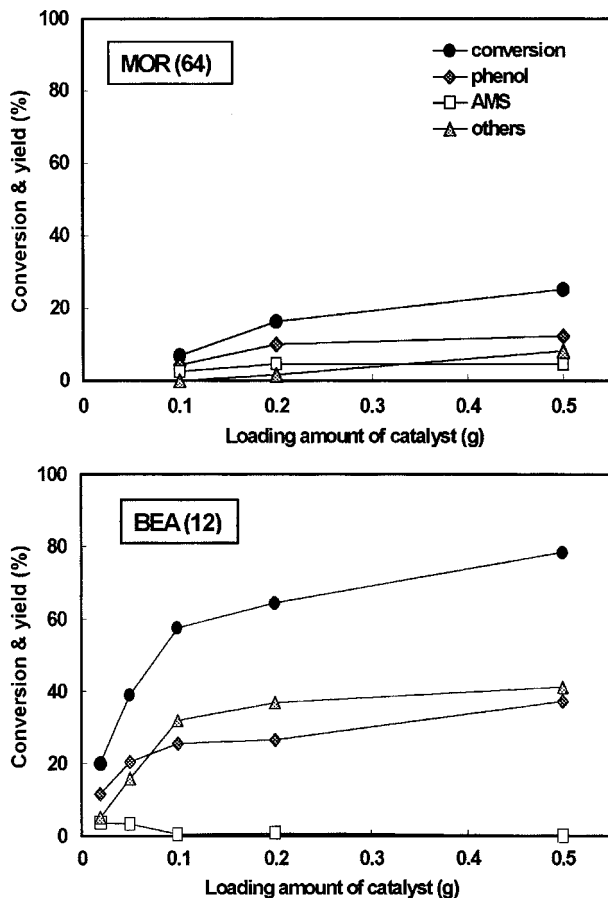 MOR (64)
conversion
phenol
AMS
others
Conversion & yield (%)
100
80
60
40
20
0
0 0.1 0.2 0.3 0.4 0.5
Loading amount of catalyst (g)
BEA (12)
Conversion & yield (%)
100
80
60
40
20
0
0 0.1 0.2 0.3 0.4 0.5
Loading amount of catalyst (g)